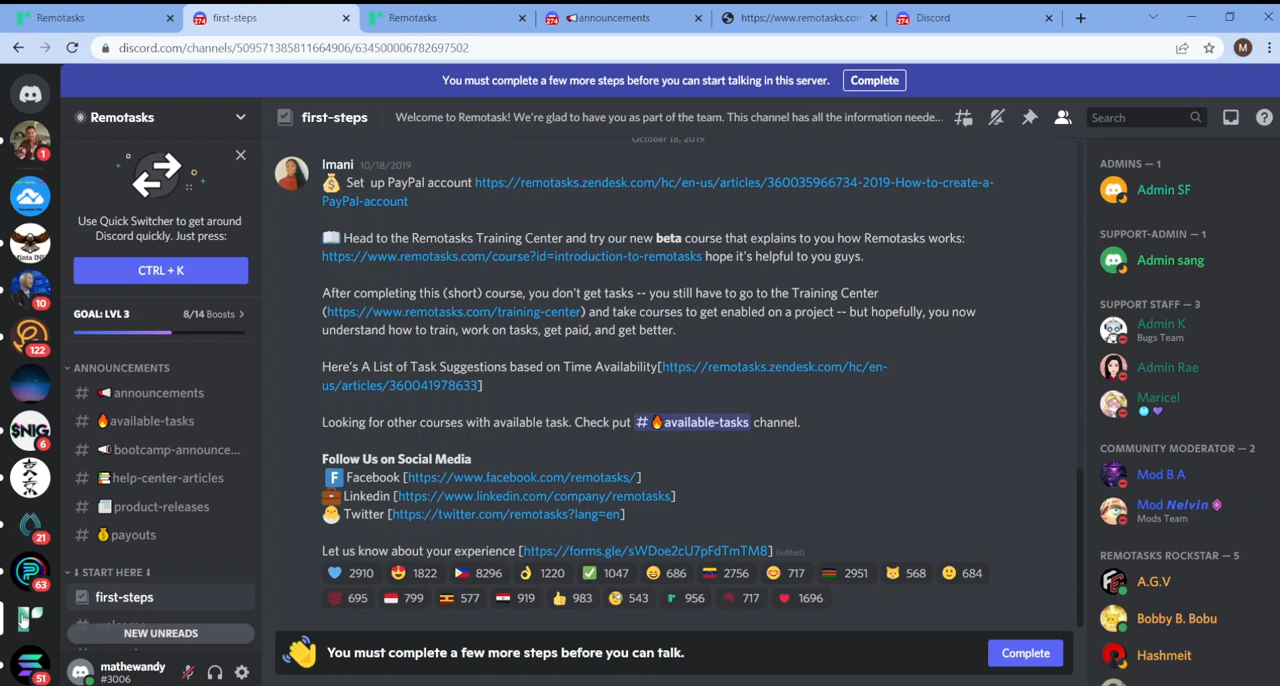 Remotasks
274
first-steps
Remotasks
274
announcements
https://www.remotasks.com
274
Discord
discord.com/channels/509571385811664906/634500006782697502
M
You must complete a few more steps before you can start talking in this server.
Complete
Remotasks
first-steps
Welcome to Remotask! We're glad to have you as part of the team. This channel has all the information neede...
Search
1
10
122
$NIG
6
21
63
51
Use Quick Switcher to get around
Discord quickly. Just press:
CTRL + K
GOAL: LVL 3
8/14 Boosts
ANNOUNCEMENTS
# 📢announcements
# 🔥available-tasks
# 📢bootcamp-announce...
# 📚help-center-articles
# 📄product-releases
# 💰payouts
⬇ START HERE ⬇
first-steps
NEW UNREADS
mathewandy
#3006
October 18, 2019
Imani 10/18/2019
💰 Set up PayPal account https://remotasks.zendesk.com/hc/en-us/articles/360035966734-2019-How-to-create-a-
PayPal-account
📖 Head to the Remotasks Training Center and try our new beta course that explains to you how Remotasks works:
https://www.remotasks.com/course?id=introduction-to-remotasks hope it's helpful to you guys.
After completing this (short) course, you don't get tasks -- you still have to go to the Training Center
(https://www.remotasks.com/training-center) and take courses to get enabled on a project -- but hopefully, you now
understand how to train, work on tasks, get paid, and get better.
Here's A List of Task Suggestions based on Time Availability[https://remotasks.zendesk.com/hc/en-
us/articles/360041978633]
Looking for other courses with available task. Check put # 🔥available-tasks channel.
Follow Us on Social Media
F Facebook [https://www.facebook.com/remotasks/]
💼 Linkedin [https://www.linkedin.com/company/remotasks]
🐣 Twitter [https://twitter.com/remotasks?lang=en]
Let us know about your experience [https://forms.gle/sWDoe2cU7pFdTmTM8] (edited)
2910 1822 8296 1220 1047 686 2756 717 2951 568 684
695 799 577 919 983 543 956 717 1696
You must complete a few more steps before you can talk.
Complete
ADMINS — 1
Admin SF
SUPPORT-ADMIN — 1
Admin sang
SUPPORT STAFF — 3
Admin K
Bugs Team
Admin Rae
Maricel
COMMUNITY MODERATOR — 2
Mod B A
Mod Nelvin
Mods Team
REMOTASKS ROCKSTAR — 5
A.G.V
Bobby B. Bobu
Hashmeit